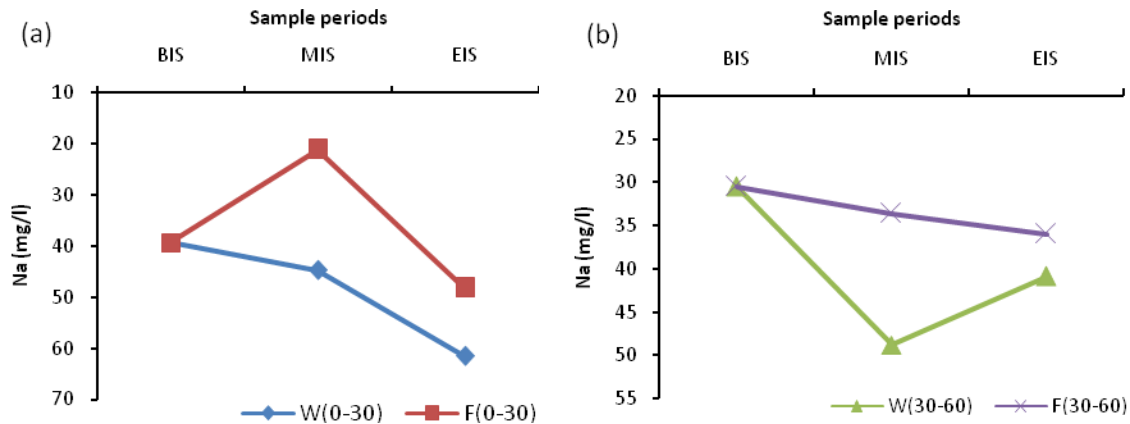 (a)
Sample periods
BIS MIS EIS
10
20
30
40
50
60
70
Na (mg/l)
W(0-30) F(0-30)
(b)
Sample periods
BIS MIS EIS
20
25
30
35
40
45
50
55
Na (mg/l)
W(30-60) F(30-60)